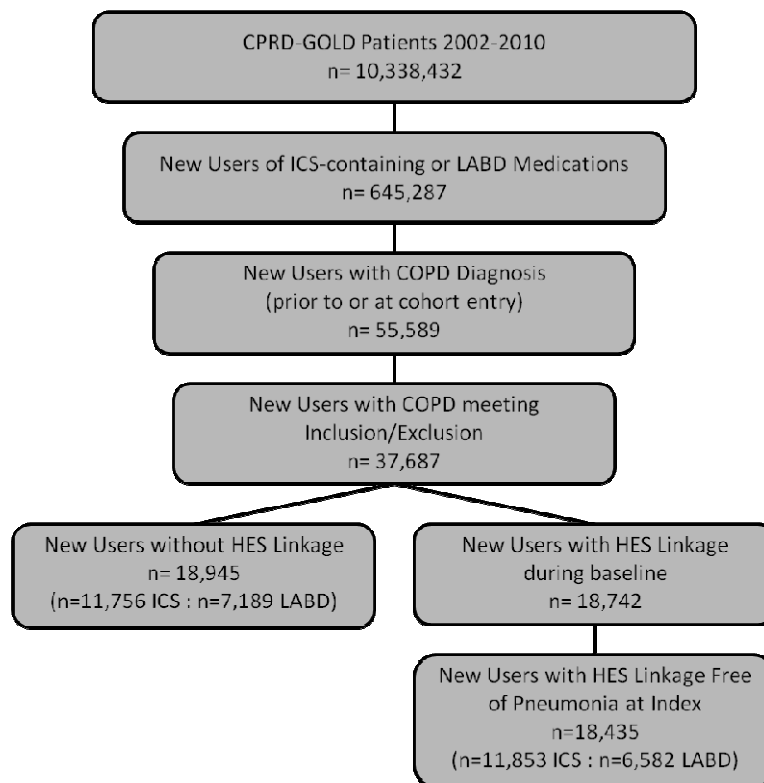 CPRD-GOLD Patients 2002-2010
n= 10,338,432
New Users of ICS-containing or LABD Medications
n= 645,287
New Users with COPD Diagnosis
(prior to or at cohort entry)
n= 55,589
New Users with COPD meeting
Inclusion/Exclusion
n= 37,687
New Users without HES Linkage
n= 18,945
(n=11,756 ICS : n=7,189 LABD)
New Users with HES Linkage
during baseline
n= 18,742
New Users with HES Linkage Free
of Pneumonia at Index
n=18,435
(n=11,853 ICS : n=6,582 LABD)